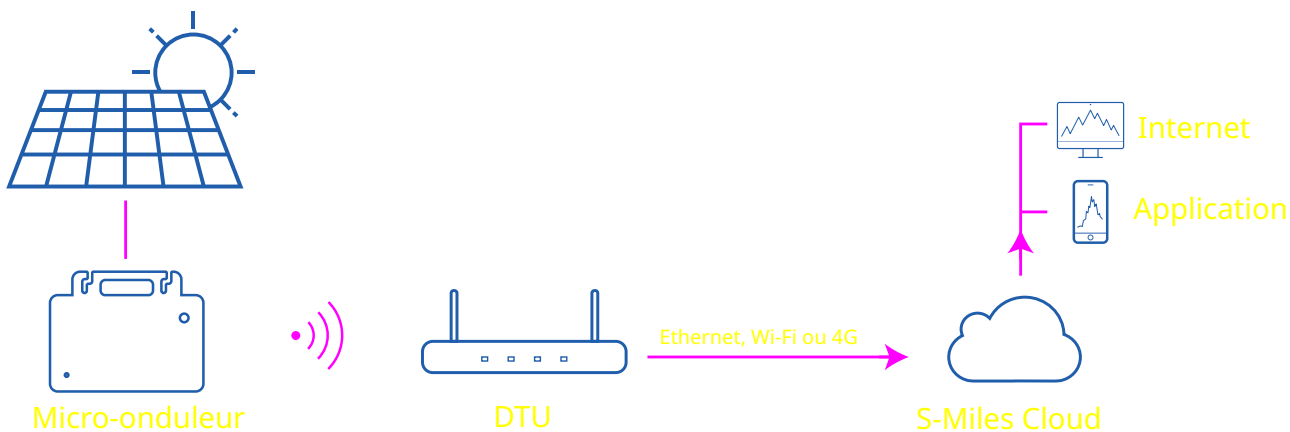 Internet
Application
Ethernet, Wi-Fi ou 4G
Micro-onduleur
DTU
S-Miles Cloud